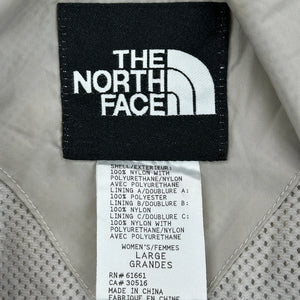 THE
NORTH
FACE
SHELL/EXTERIEUR:
100% NYLON WITH
POLYURETHANE/NYLON
AVEC POLYURETHANE
LINING A/DOUBLURE A:
100% POLYESTER
LINING B/DOUBLURE B:
100% NYLON
LINING C/DOUBLURE C:
100% NYLON WITH
POLYURETHANE/NYLON
AVEC POLYURETHANE
WOMEN'S/FEMMES
LARGE
GRANDES
RN# 61661
CA# 30516
MADE IN CHINA
FABRIQUE EN CHINE